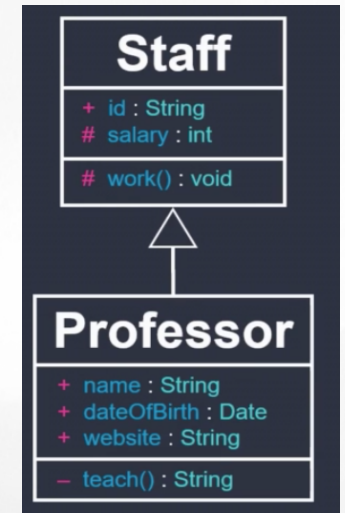 Staff
+ id : String
# salary : int
# work() : void
Professor
+ name : String
+ dateOfBirth : Date
+ website : String
– teach() : String